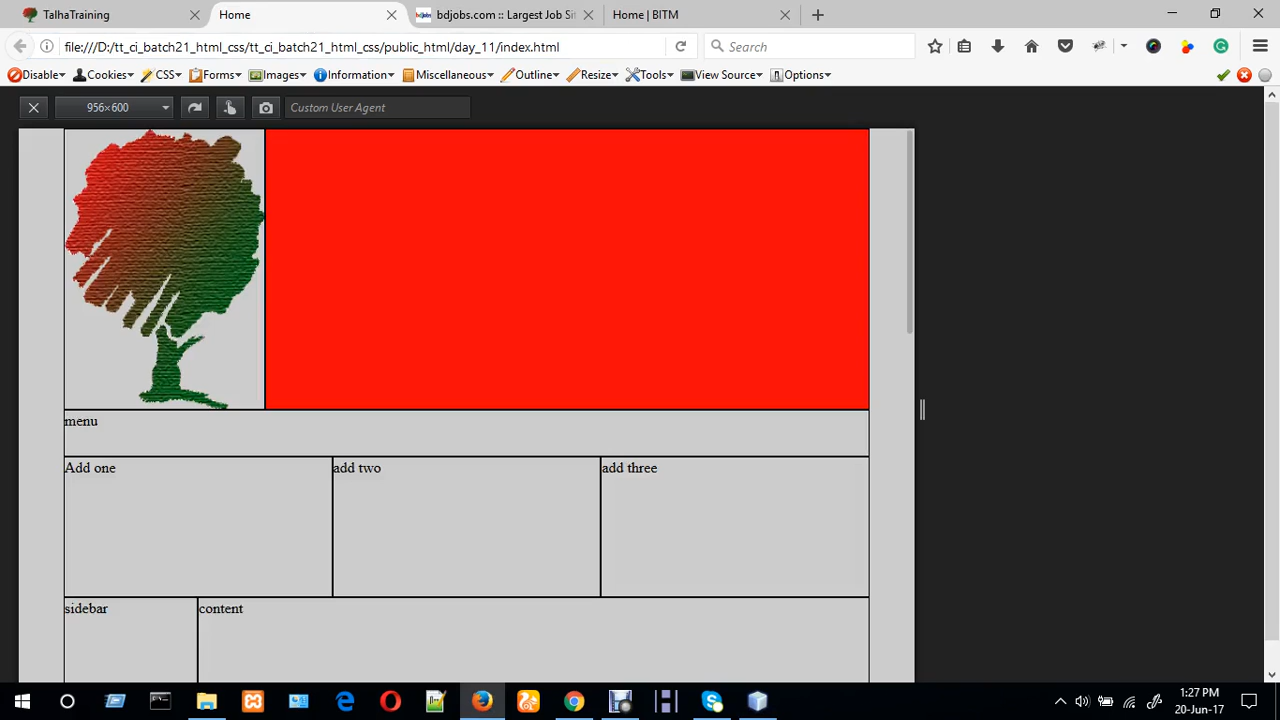 TalhaTraining
Home
bdjobs.com :: Largest Job Sit
Home | BITM
file:///D:/tt_ci_batch21_html_css/tt_ci_batch21_html_css/public_html/day_11/index.html
Search
Disable
Cookies
CSS
Forms
Images
Information
Miscellaneous
Outline
Resize
Tools
View Source
Options
956×600
Custom User Agent
menu
Add one
add two
add three
sidebar
content
1:27 PM
20-Jun-17